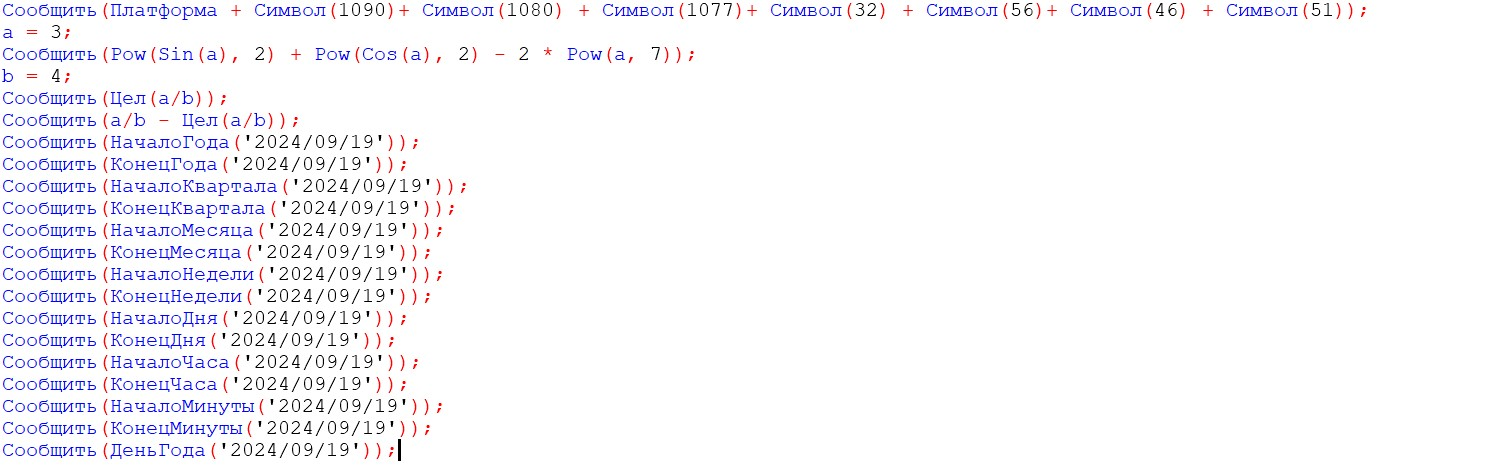 Сообщить(Платформа + Символ(1090)+ Символ(1080) + Символ(1077)+ Символ(32) + Символ(56)+ Символ(46) + Символ(51));
a = 3;
Сообщить(Pow(Sin(a), 2) + Pow(Cos(a), 2) - 2 * Pow(a, 7));
b = 4;
Сообщить(Цел(a/b));
Сообщить(a/b - Цел(a/b));
Сообщить(НачалоГода('2024/09/19'));
Сообщить(КонецГода('2024/09/19'));
Сообщить(НачалоКвартала('2024/09/19'));
Сообщить(КонецКвартала('2024/09/19'));
Сообщить(НачалоМесяца('2024/09/19'));
Сообщить(КонецМесяца('2024/09/19'));
Сообщить(НачалоНедели('2024/09/19'));
Сообщить(КонецНедели('2024/09/19'));
Сообщить(НачалоДня('2024/09/19'));
Сообщить(КонецДня('2024/09/19'));
Сообщить(НачалоЧаса('2024/09/19'));
Сообщить(КонецЧаса('2024/09/19'));
Сообщить(НачалоМинуты('2024/09/19'));
Сообщить(КонецМинуты('2024/09/19'));
Сообщить(ДеньГода('2024/09/19'));